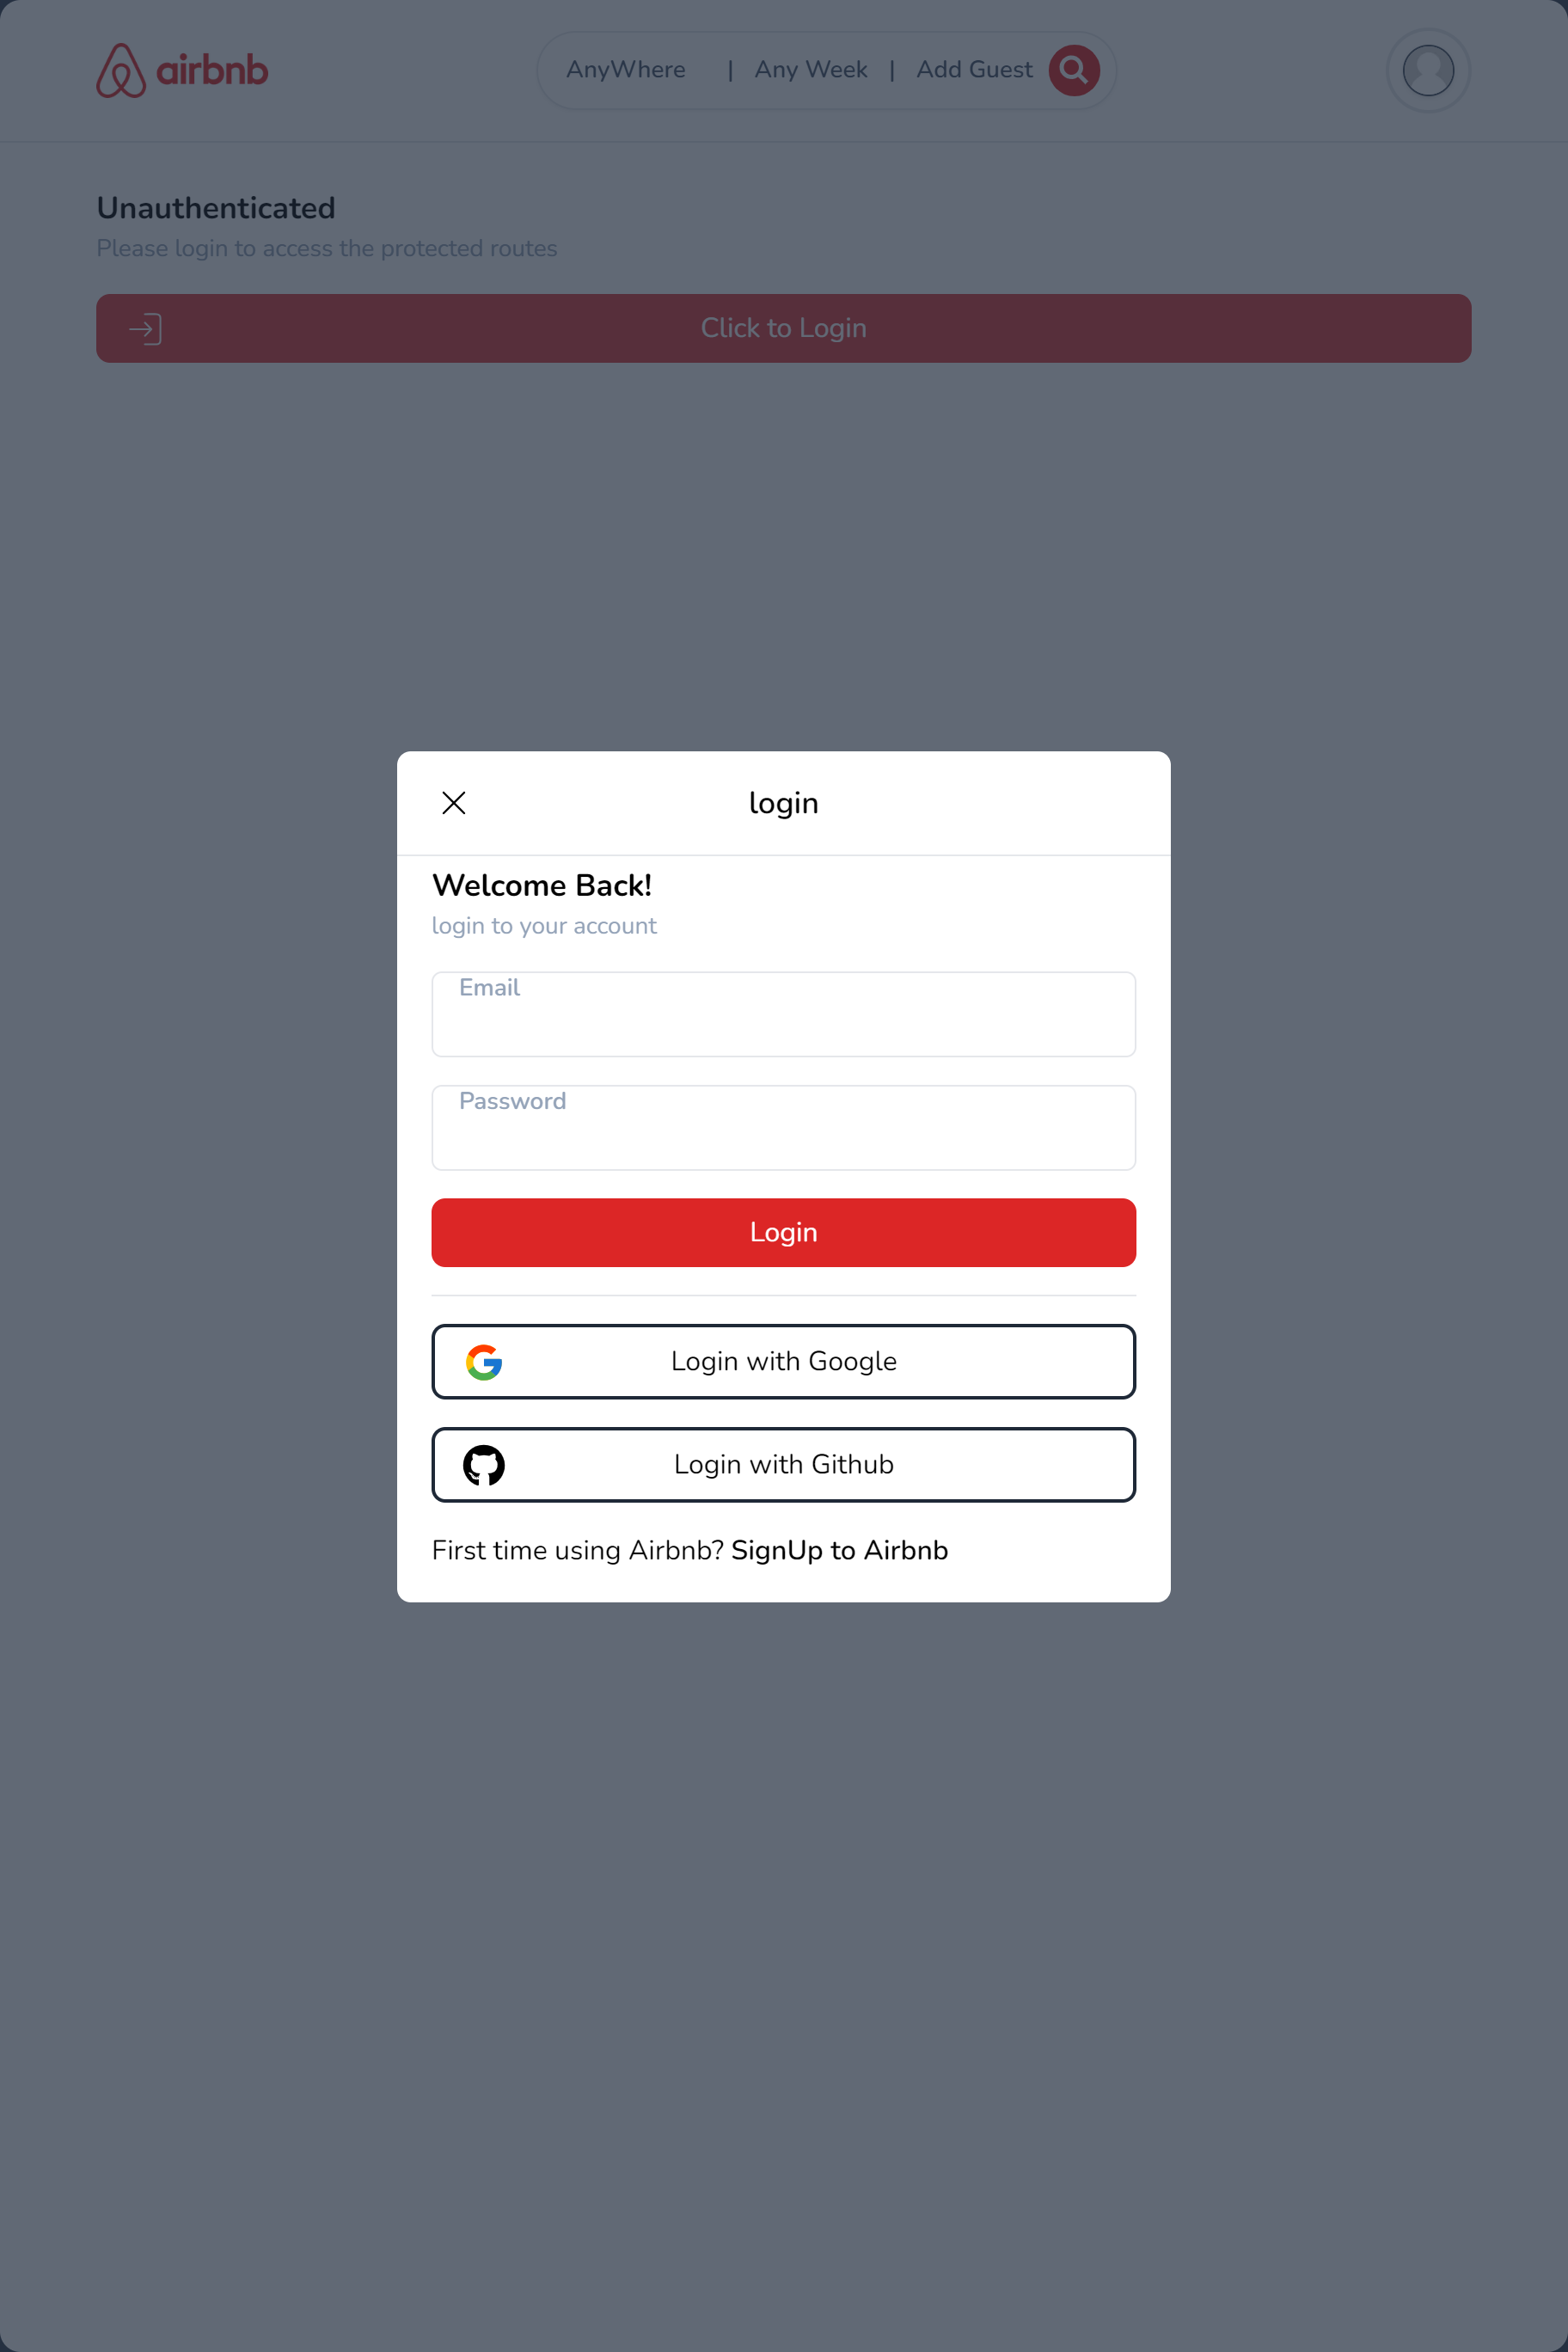 airbnb
AnyWhere | Any Week | Add Guest
Unauthenticated
Please login to access the protected routes
Click to Login
login
Welcome Back!
login to your account
Email
Password
Login
Login with Google
Login with Github
First time using Airbnb? SignUp to Airbnb